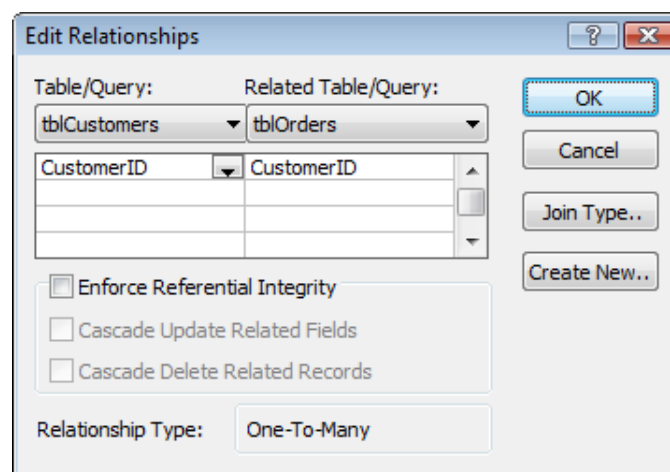 Edit Relationships
Table/Query: Related Table/Query:
tblCustomers tblOrders
OK
CustomerID CustomerID
Cancel
Join Type..
Create New..
Enforce Referential Integrity
Cascade Update Related Fields
Cascade Delete Related Records
Relationship Type: One-To-Many